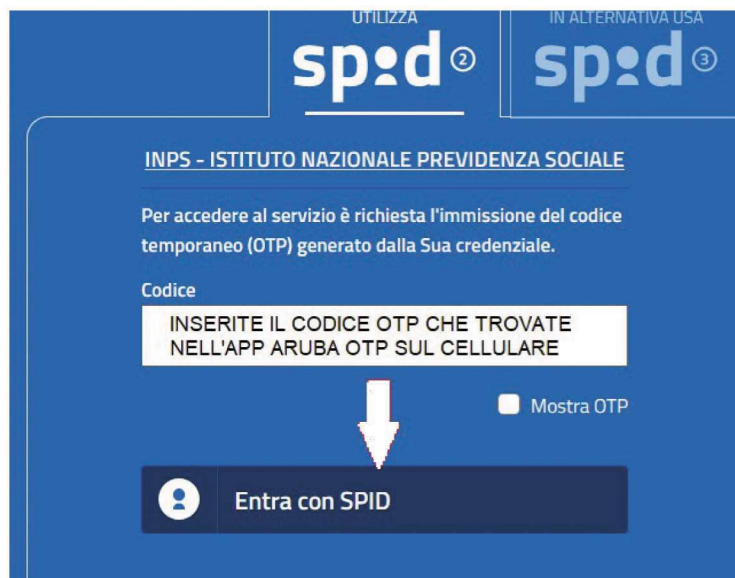 UTILIZZA
spid 2
IN ALTERNATIVA USA
spid 3
INPS - ISTITUTO NAZIONALE PREVIDENZA SOCIALE
Per accedere al servizio è richiesta l'immissione del codice
temporaneo (OTP) generato dalla Sua credenziale.
Codice
INSERITE IL CODICE OTP CHE TROVATE
NELL'APP ARUBA OTP SUL CELLULARE
Mostra OTP
Entra con SPID